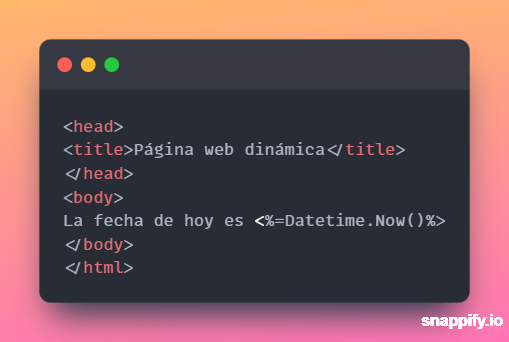 <head>
<title>Página web dinámica</title>
</head>
<body>
La fecha de hoy es <%=Datetime.Now()%>
</body>
</html>
snappify.io